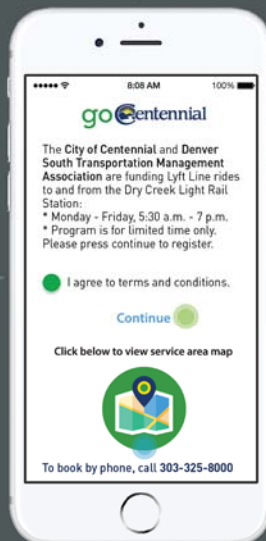 8:08 AM
100%
go Centennial
The City of Centennial and Denver
South Transportation Management
Association are funding Lyft Line rides
to and from the Dry Creek Light Rail
Station:
* Monday - Friday, 5:30 a.m. - 7 p.m.
* Program is for limited time only.
Please press continue to register.
I agree to terms and conditions.
Continue
Click below to view service area map
To book by phone, call 303-325-8000